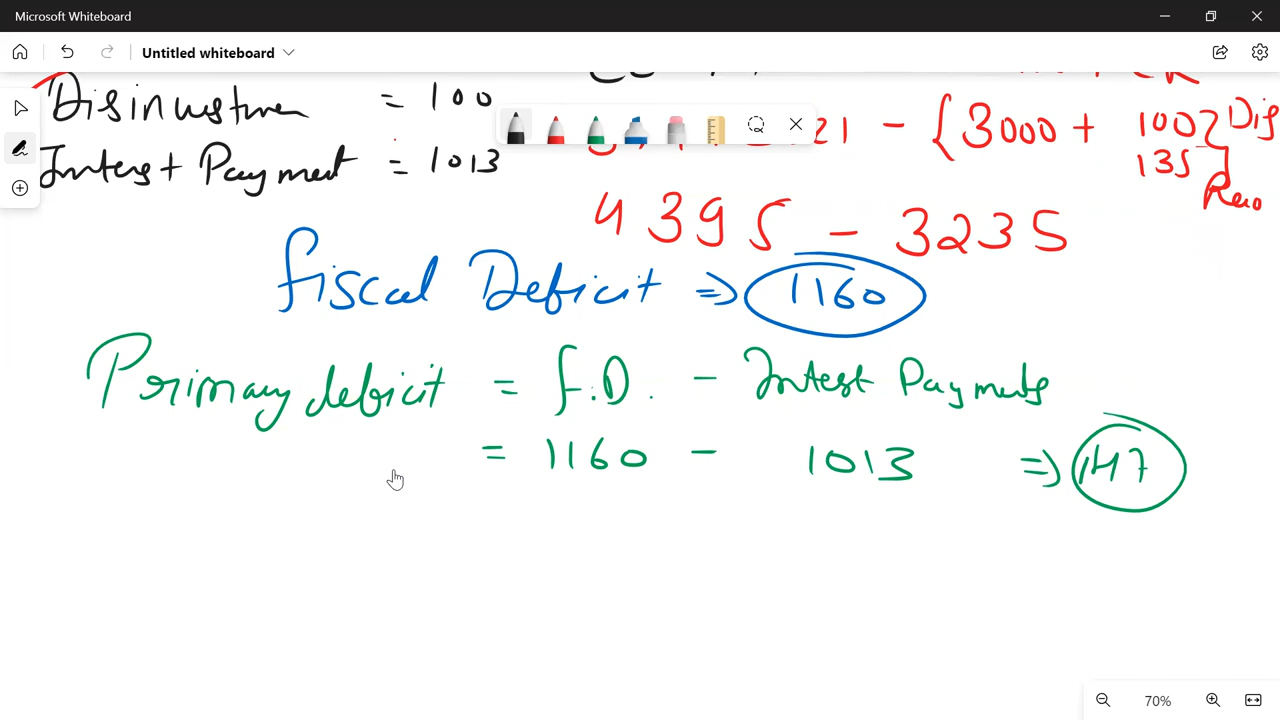 Microsoft Whiteboard
Untitled whiteboard
Disinvestmen = 100
21 - {3000 + 100} Dis
135
Interest Payment = 1013
Reco
4395 - 3235
fiscal Deficit => 1160
Primary deficit = f.D. - Intest Payments
= 1160 - 1013 => 147
70%